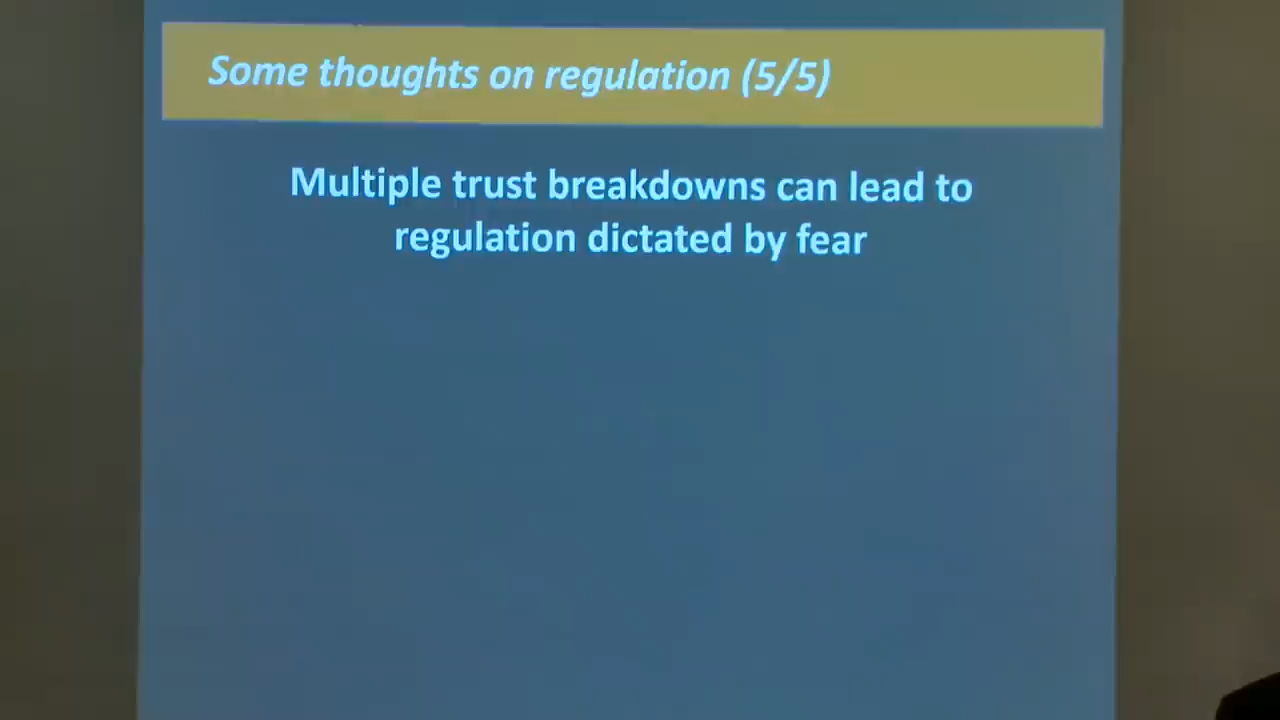 Some thoughts on regulation (5/5)
Multiple trust breakdowns can lead to
regulation dictated by fear